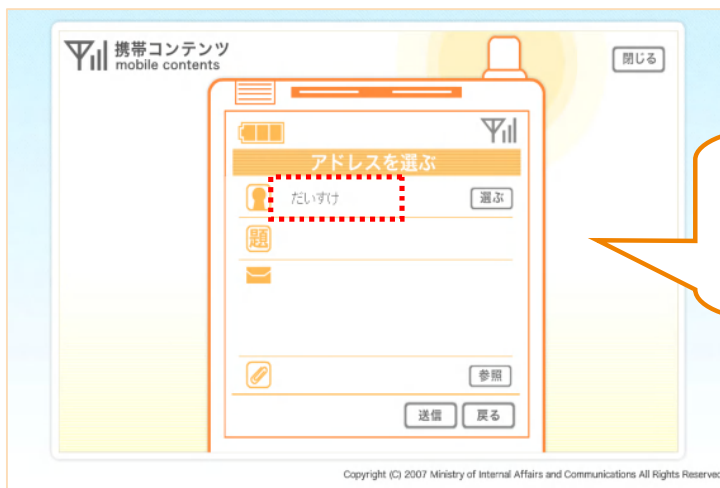 携帯コンテンツ
mobile contents
閉じる
アドレスを選ぶ
だいすけ
選ぶ
題
参照
送信
戻る
Copyright (C) 2007 Ministry of Internal Affairs and Communications All Rights Reserved